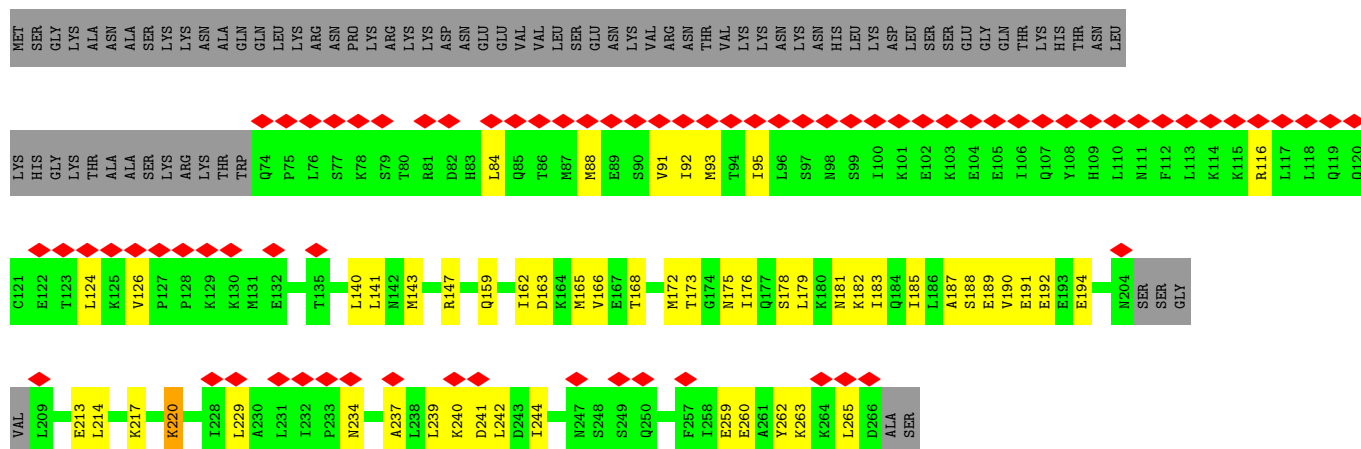 MET SER GLY LYS ALA ASN ALA SER LYS LYS ASN ALA GLN GLN LEU LYS ARG ASN PRO LYS ARG LYS LYS ASP ASN GLU GLU VAL VAL LEU SER GLU ASN LYS VAL ARG ASN THR VAL LYS LYS ASN LYS ASN HIS LEU LYS ASP LEU SER SER GLU GLY GLN THR LYS HIS THR ASN LEU
LYS HIS GLY LYS THR ALA ALA SER LYS ARG LYS THR TRP Q74 P75 L76 S77 K78 S79 T80 R81 D82 H83 L84 Q85 T86 M87 M88 E89 S90 V91 I92 M93 T94 I95 L96 S97 N98 S99 I100 K101 E102 K103 E104 E105 I106 Q107 Y108 H109 L110 N111 F112 L113 K114 K115 R116 L117 L118 Q119 Q120
C121 E122 T123 L124 K125 V126 P127 P128 K129 K130 M131 E132 T135 L140 L141 N142 M143 R147 Q159 I162 D163 K164 M165 V166 E167 T168 M172 T173 G174 N175 I176 Q177 S178 L179 K180 N181 K182 I183 Q184 I185 L186 A187 S188 E189 V190 E191 E192 E193 E194 N204 SER SER GLY
VAL L209 E213 L214 K217 K220 I228 L229 A230 L231 I232 P233 N234 A237 L238 L239 K240 D241 L242 D243 I244 N247 S248 S249 Q250 F257 I258 E259 E260 A261 Y262 K263 K264 L265 D266 ALA SER